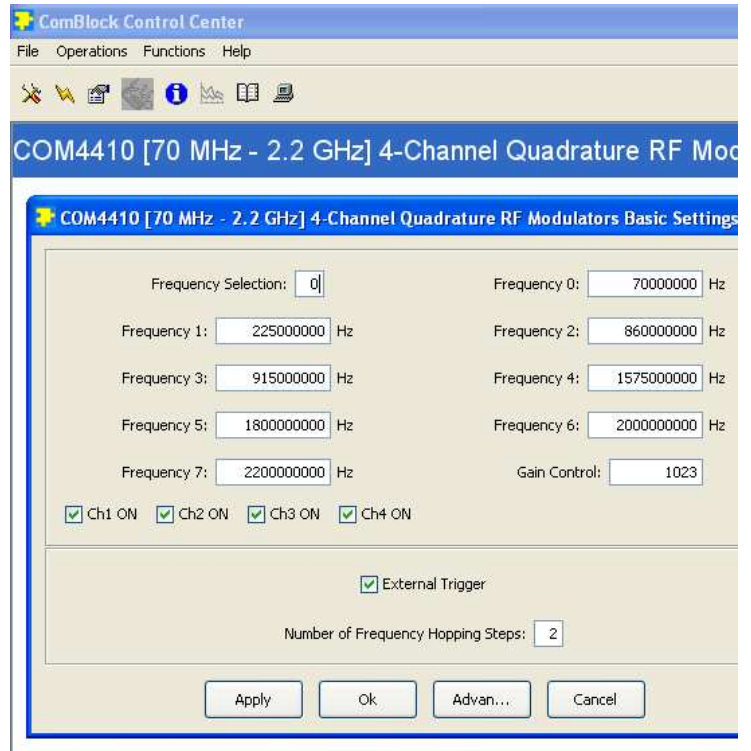 ComBlock Control Center
File Operations Functions Help
COM4410 [70 MHz - 2.2 GHz] 4-Channel Quadrature RF Mod
COM4410 [70 MHz - 2.2 GHz] 4-Channel Quadrature RF Modulators Basic Settings
Frequency Selection: 0 Frequency 0: 70000000 Hz
Frequency 1: 225000000 Hz Frequency 2: 860000000 Hz
Frequency 3: 915000000 Hz Frequency 4: 1575000000 Hz
Frequency 5: 1800000000 Hz Frequency 6: 2000000000 Hz
Frequency 7: 2200000000 Hz Gain Control: 1023
Ch1 ON Ch2 ON Ch3 ON Ch4 ON
External Trigger
Number of Frequency Hopping Steps: 2
Apply Ok Advan... Cancel